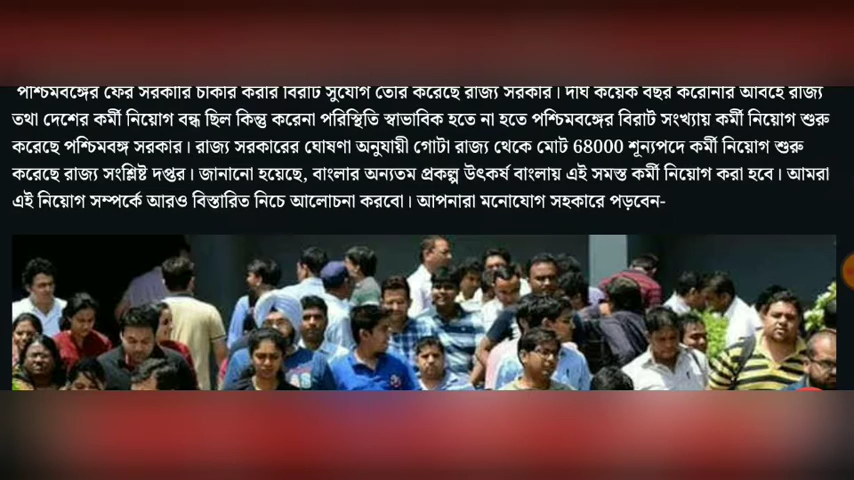 পশ্চিমবঙ্গের ফের সরকারি চাকরি করার বিরাট সুযোগ তৈরি করেছে রাজ্য সরকার। দীর্ঘ কয়েক বছর করোনার আবহে রাজ্য
তথা দেশের কর্মী নিয়োগ বন্ধ ছিল কিন্তু করেনা পরিস্থিতি স্বাভাবিক হতে না হতে পশ্চিমবঙ্গের বিরাট সংখ্যায় কর্মী নিয়োগ শুরু
করেছে পশ্চিমবঙ্গ সরকার। রাজ্য সরকারের ঘোষণা অনুযায়ী গোটা রাজ্য থেকে মোট 68000 শূন্যপদে কর্মী নিয়োগ শুরু
করেছে রাজ্য সংশ্লিষ্ট দপ্তর। জানানো হয়েছে, বাংলার অন্যতম প্রকল্প উৎকর্ষ বাংলায় এই সমস্ত কর্মী নিয়োগ করা হবে। আমরা
এই নিয়োগ সম্পর্কে আরও বিস্তারিত নিচে আলোচনা করবো। আপনারা মনোযোগ সহকারে পড়বেন-